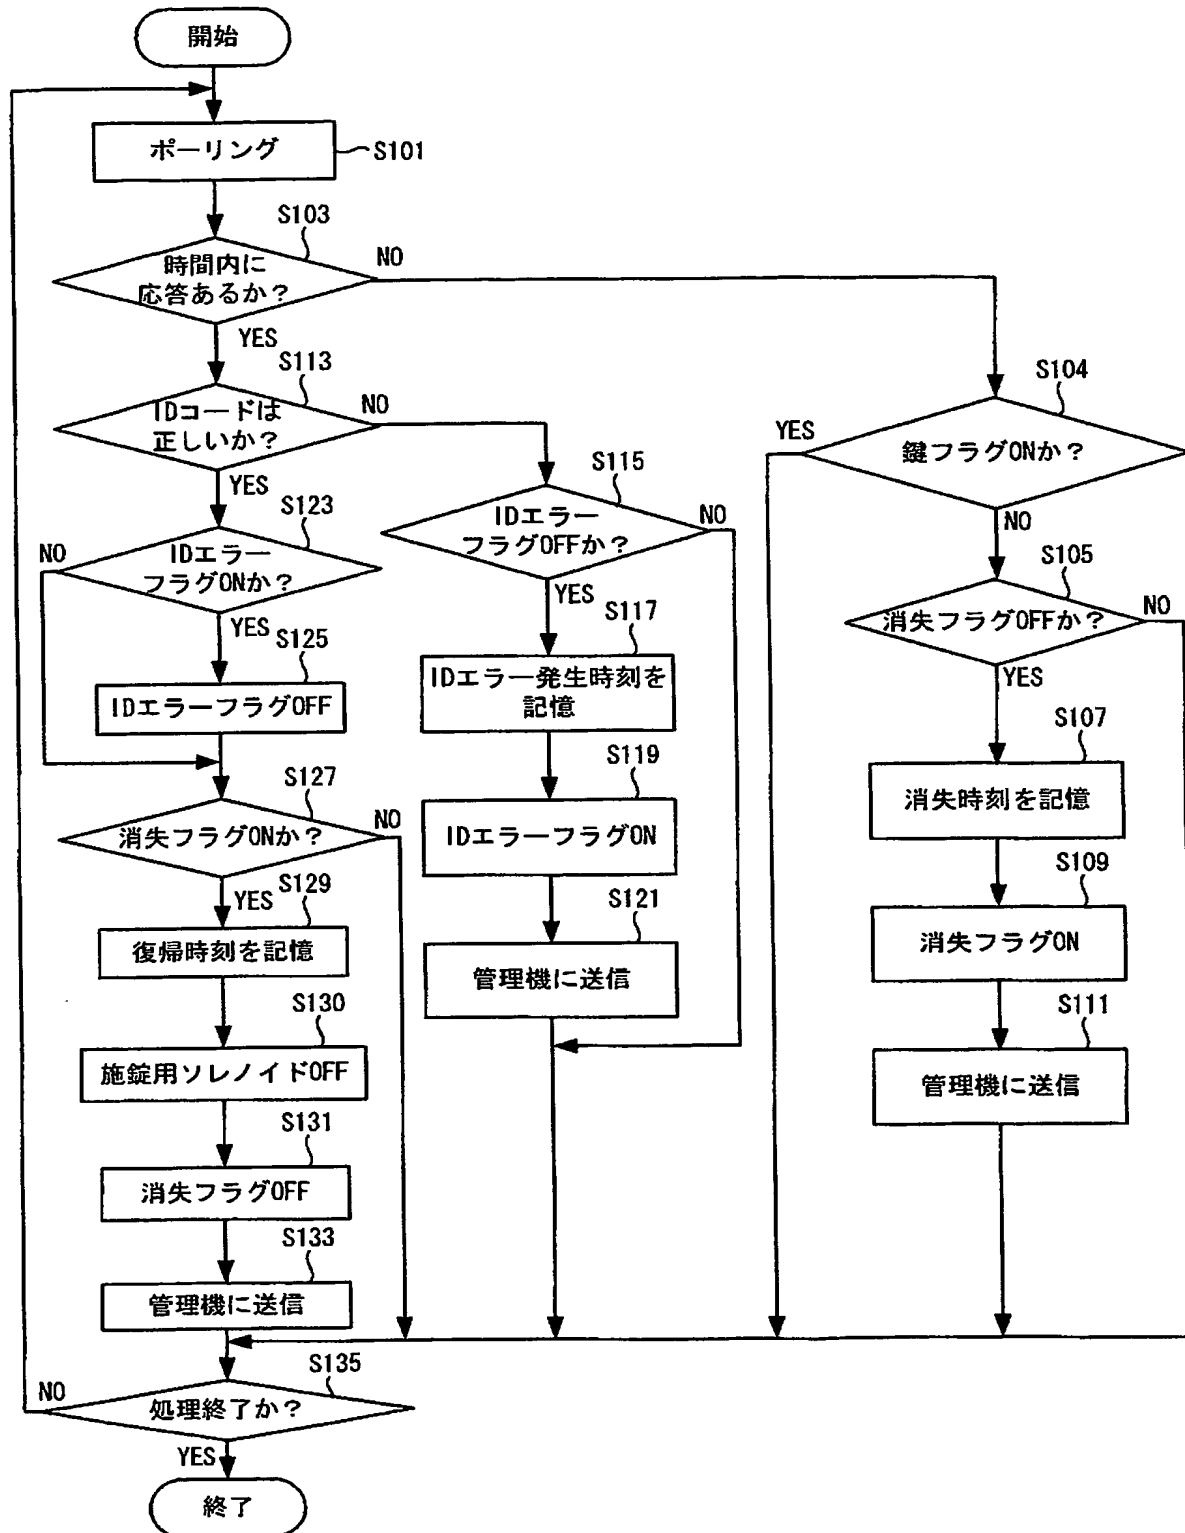 開始
ポーリング
S101
S103
時間内に
応答あるか?
NO
YES
S113
IDコードは
正しいか?
NO
YES
S104
鍵フラグONか?
YES
NO
S115
IDエラー
フラグOFFか?
NO
YES
S123
IDエラー
フラグONか?
NO
YES
S105
消失フラグOFFか?
NO
YES
S125
IDエラーフラグOFF
S117
IDエラー発生時刻を
記憶
S107
消失時刻を記憶
S127
消失フラグONか?
NO
YES
S119
IDエラーフラグON
S109
消失フラグON
S129
復帰時刻を記憶
S121
管理機に送信
S130
施錠用ソレノイドOFF
S111
管理機に送信
S131
消失フラグOFF
S133
管理機に送信
S135
処理終了か?
NO
YES
終了